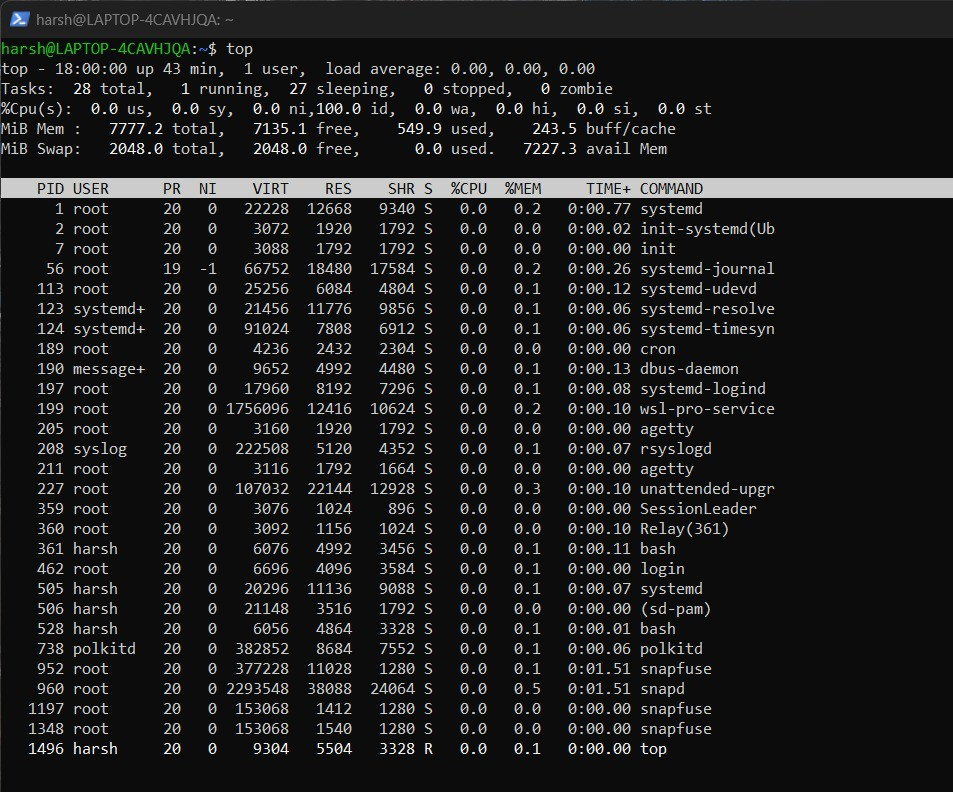 harsh@LAPTOP-4CAVHJQA: ~
harsh@LAPTOP-4CAVHJQA:~$ top
top - 18:00:00 up 43 min,  1 user,  load average: 0.00, 0.00, 0.00
Tasks:  28 total,   1 running,  27 sleeping,   0 stopped,   0 zombie
%Cpu(s):  0.0 us,  0.0 sy,  0.0 ni,100.0 id,  0.0 wa,  0.0 hi,  0.0 si,  0.0 st
MiB Mem :   7777.2 total,   7135.1 free,    549.9 used,    243.5 buff/cache
MiB Swap:   2048.0 total,   2048.0 free,      0.0 used.   7227.3 avail Mem
    PID USER      PR  NI    VIRT    RES    SHR S  %CPU  %MEM     TIME+ COMMAND
      1 root      20   0   22228  12668   9340 S   0.0   0.2   0:00.77 systemd
      2 root      20   0    3072   1920   1792 S   0.0   0.0   0:00.02 init-systemd(Ub
      7 root      20   0    3088   1792   1792 S   0.0   0.0   0:00.00 init
     56 root      19  -1   66752  18480  17584 S   0.0   0.2   0:00.26 systemd-journal
    113 root      20   0   25256   6084   4804 S   0.0   0.1   0:00.12 systemd-udevd
    123 systemd+  20   0   21456  11776   9856 S   0.0   0.1   0:00.06 systemd-resolve
    124 systemd+  20   0   91024   7808   6912 S   0.0   0.1   0:00.06 systemd-timesyn
    189 root      20   0    4236   2432   2304 S   0.0   0.0   0:00.00 cron
    190 message+  20   0    9652   4992   4480 S   0.0   0.1   0:00.13 dbus-daemon
    197 root      20   0   17960   8192   7296 S   0.0   0.1   0:00.08 systemd-logind
    199 root      20   0 1756096  12416  10624 S   0.0   0.2   0:00.10 wsl-pro-service
    205 root      20   0    3160   1920   1792 S   0.0   0.0   0:00.00 agetty
    208 syslog    20   0  222508   5120   4352 S   0.0   0.1   0:00.07 rsyslogd
    211 root      20   0    3116   1792   1664 S   0.0   0.0   0:00.00 agetty
    227 root      20   0  107032  22144  12928 S   0.0   0.3   0:00.10 unattended-upgr
    359 root      20   0    3076   1024    896 S   0.0   0.0   0:00.00 SessionLeader
    360 root      20   0    3092   1156   1024 S   0.0   0.0   0:00.10 Relay(361)
    361 harsh     20   0    6076   4992   3456 S   0.0   0.1   0:00.11 bash
    462 root      20   0    6696   4096   3584 S   0.0   0.1   0:00.00 login
    505 harsh     20   0   20296  11136   9088 S   0.0   0.1   0:00.07 systemd
    506 harsh     20   0   21148   3516   1792 S   0.0   0.0   0:00.00 (sd-pam)
    528 harsh     20   0    6056   4864   3328 S   0.0   0.1   0:00.01 bash
    738 polkitd   20   0  382852   8684   7552 S   0.0   0.1   0:00.06 polkitd
    952 root      20   0  377228  11028   1280 S   0.0   0.1   0:01.51 snapfuse
    960 root      20   0 2293548  38088  24064 S   0.0   0.5   0:01.51 snapd
   1197 root      20   0  153068   1412   1280 S   0.0   0.0   0:00.00 snapfuse
   1348 root      20   0  153068   1540   1280 S   0.0   0.0   0:00.00 snapfuse
   1496 harsh     20   0    9304   5504   3328 R   0.0   0.1   0:00.00 top